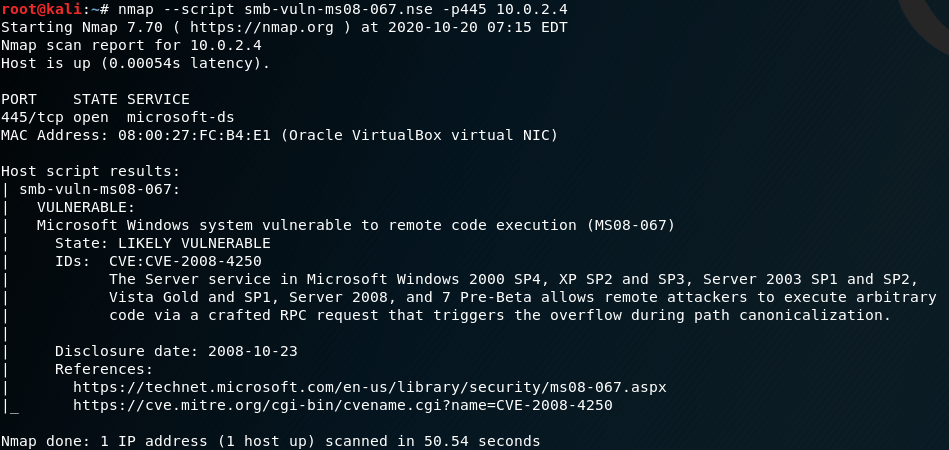 root@kali:~# nmap --script smb-vuln-ms08-067.nse -p445 10.0.2.4
Starting Nmap 7.70 ( https://nmap.org ) at 2020-10-20 07:15 EDT
Nmap scan report for 10.0.2.4
Host is up (0.00054s latency).

PORT    STATE SERVICE
445/tcp open  microsoft-ds
MAC Address: 08:00:27:FC:B4:E1 (Oracle VirtualBox virtual NIC)

Host script results:
| smb-vuln-ms08-067:
|   VULNERABLE:
|   Microsoft Windows system vulnerable to remote code execution (MS08-067)
|     State: LIKELY VULNERABLE
|     IDs:  CVE:CVE-2008-4250
|           The Server service in Microsoft Windows 2000 SP4, XP SP2 and SP3, Server 2003 SP1 and SP2,
|           Vista Gold and SP1, Server 2008, and 7 Pre-Beta allows remote attackers to execute arbitrary
|           code via a crafted RPC request that triggers the overflow during path canonicalization.
|
|     Disclosure date: 2008-10-23
|     References:
|       https://technet.microsoft.com/en-us/library/security/ms08-067.aspx
|_      https://cve.mitre.org/cgi-bin/cvename.cgi?name=CVE-2008-4250

Nmap done: 1 IP address (1 host up) scanned in 50.54 seconds